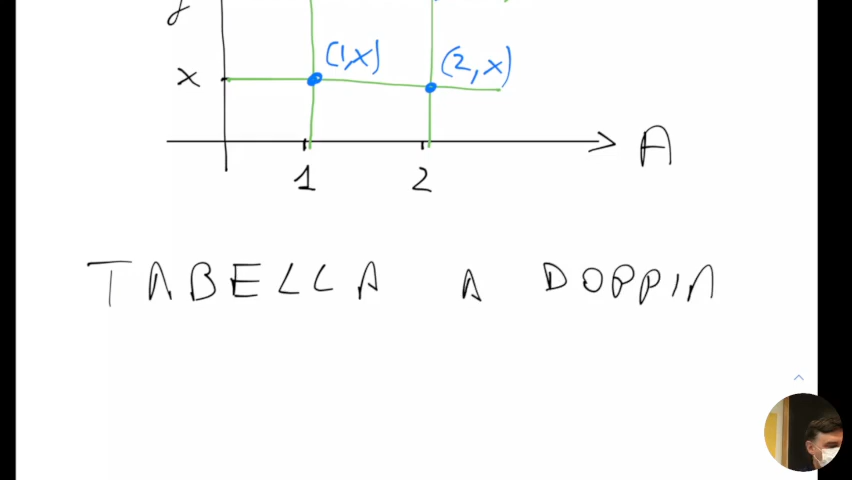 y
(1,x) (2,x)
x
A
1 2
TABELLA A DOPPIA